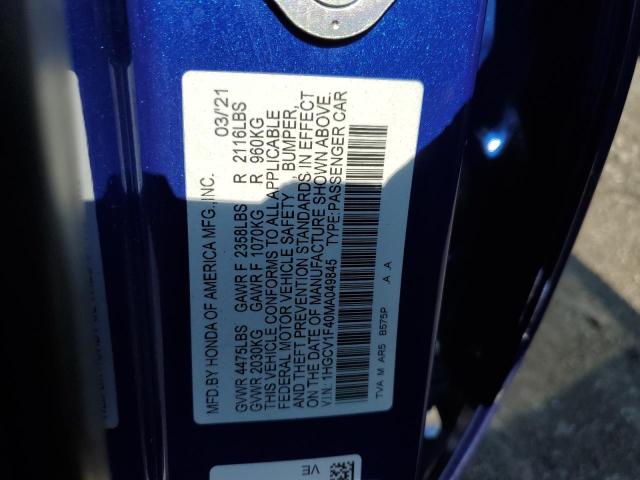 MFD.BY HONDA OF AMERICA MFG.,INC. 03/'21
GVWR 4475LBS GAWR F 2358LBS R 2116LBS
GVWR 2030KG GAWR F 1070KG R 960KG
THIS VEHICLE CONFORMS TO ALL APPLICABLE
FEDERAL MOTOR VEHICLE SAFETY, BUMPER,
AND THEFT PREVENTION STANDARDS IN EFFECT
ON THE DATE OF MANUFACTURE SHOWN ABOVE.
V.I.N.: 1HGCV1F40MA049845 TYPE:PASSENGER CAR
TVA M AR5 B575P A A
VE